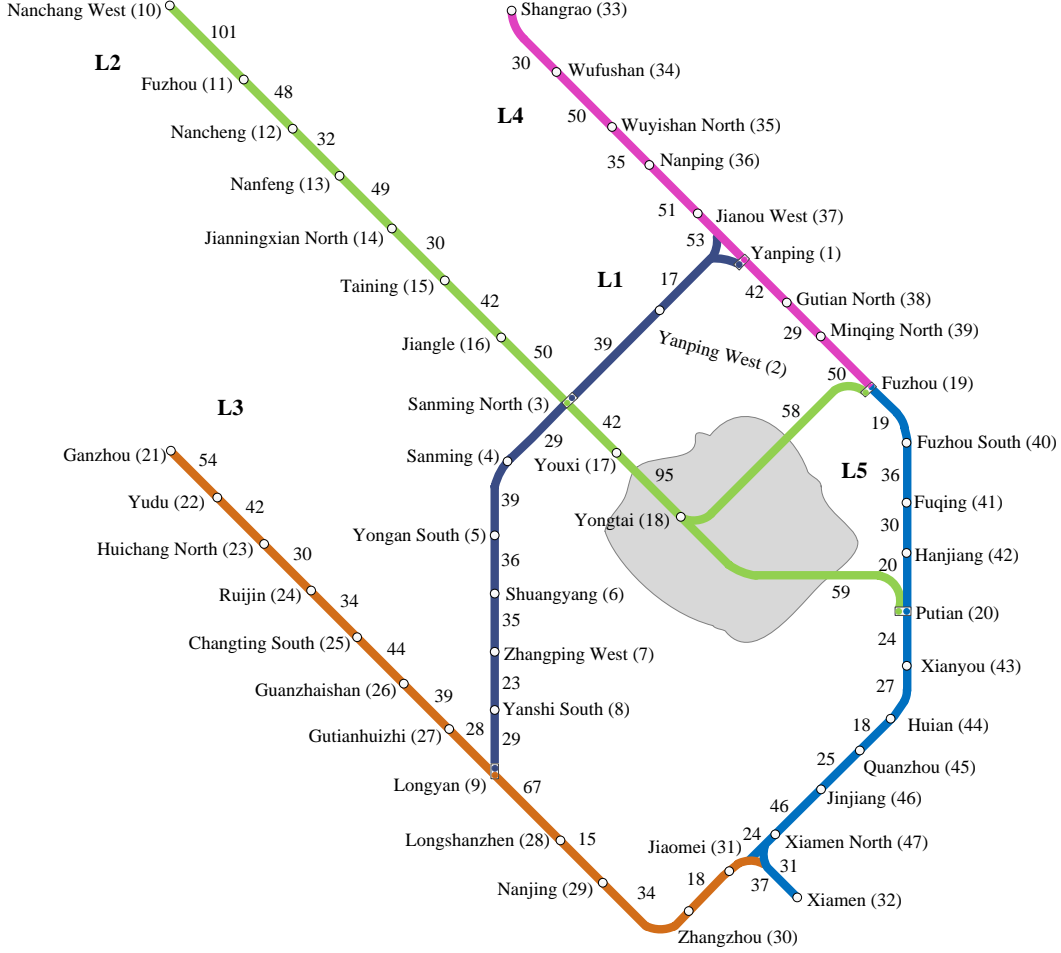 Nanchang West (10)
Shangrao (33)
101
L2
30
Wufushan (34)
Fuzhou (11)
48
L4
50
Wuyishan North (35)
Nancheng (12)
32
35
Nanping (36)
Nanfeng (13)
49
51
Jianou West (37)
Jianningxian North (14)
30
53
Yanping (1)
L1
17
42
Taining (15)
42
Gutian North (38)
29
Minqing North (39)
Jiangle (16)
50
39
Yanping West (2)
50
Fuzhou (19)
L3
Sanming North (3)
58
19
42
29
Fuzhou South (40)
Ganzhou (21)
54
Sanming (4)
Youxi (17)
95
L5
36
Yudu (22)
39
Fuqing (41)
42
Yongtai (18)
30
Yongan South (5)
Huichang North (23)
30
36
Hanjiang (42)
20
Ruijin (24)
34
Shuangyang (6)
59
Putian (20)
35
Changting South (25)
44
24
Zhangping West (7)
Xianyou (43)
Guanzhaishan (26)
39
23
27
Yanshi South (8)
Gutianhuizhi (27)
28
29
18
Huian (44)
25
Quanzhou (45)
Longyan (9)
67
Jinjiang (46)
46
Longshanzhen (28)
15
24
Xiamen North (47)
Jiaomei (31)
31
Nanjing (29)
34
18
37
Xiamen (32)
Zhangzhou (30)